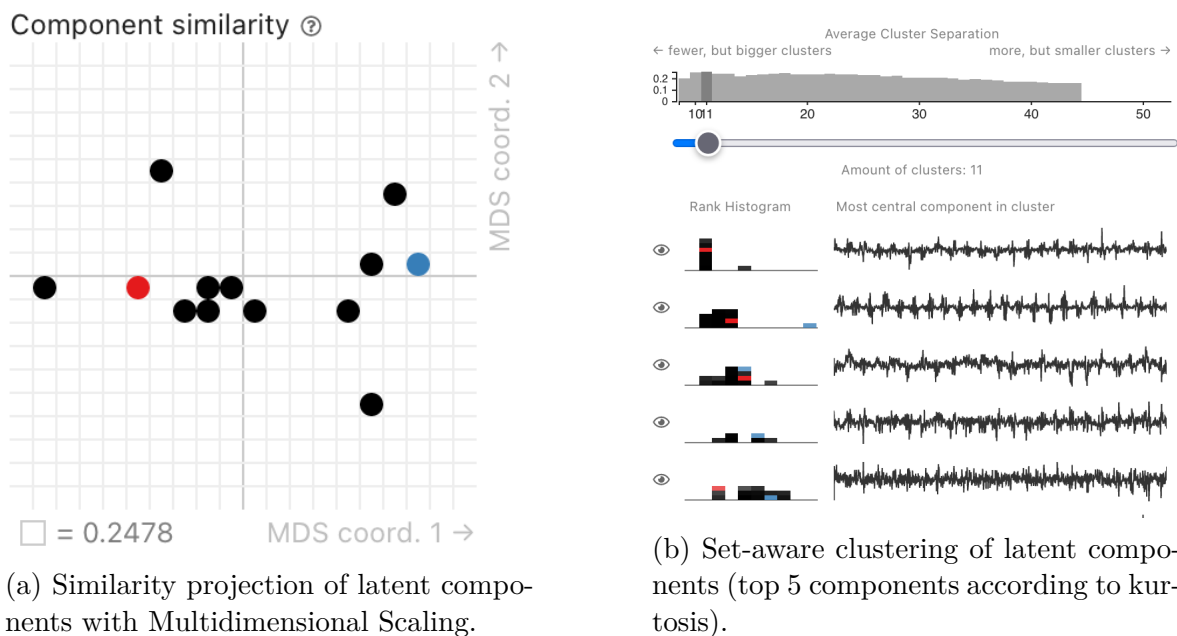 Component similarity ?
MDS coord. 2 →
= 0.2478
MDS coord. 1 →
(a) Similarity projection of latent compo-
nents with Multidimensional Scaling.
Average Cluster Separation
← fewer, but bigger clusters
more, but smaller clusters →
0.2
0.1
0
10 11 20 30 40 50
Amount of clusters: 11
Rank Histogram
Most central component in cluster
(b) Set-aware clustering of latent compo-
nents (top 5 components according to kur-
tosis).